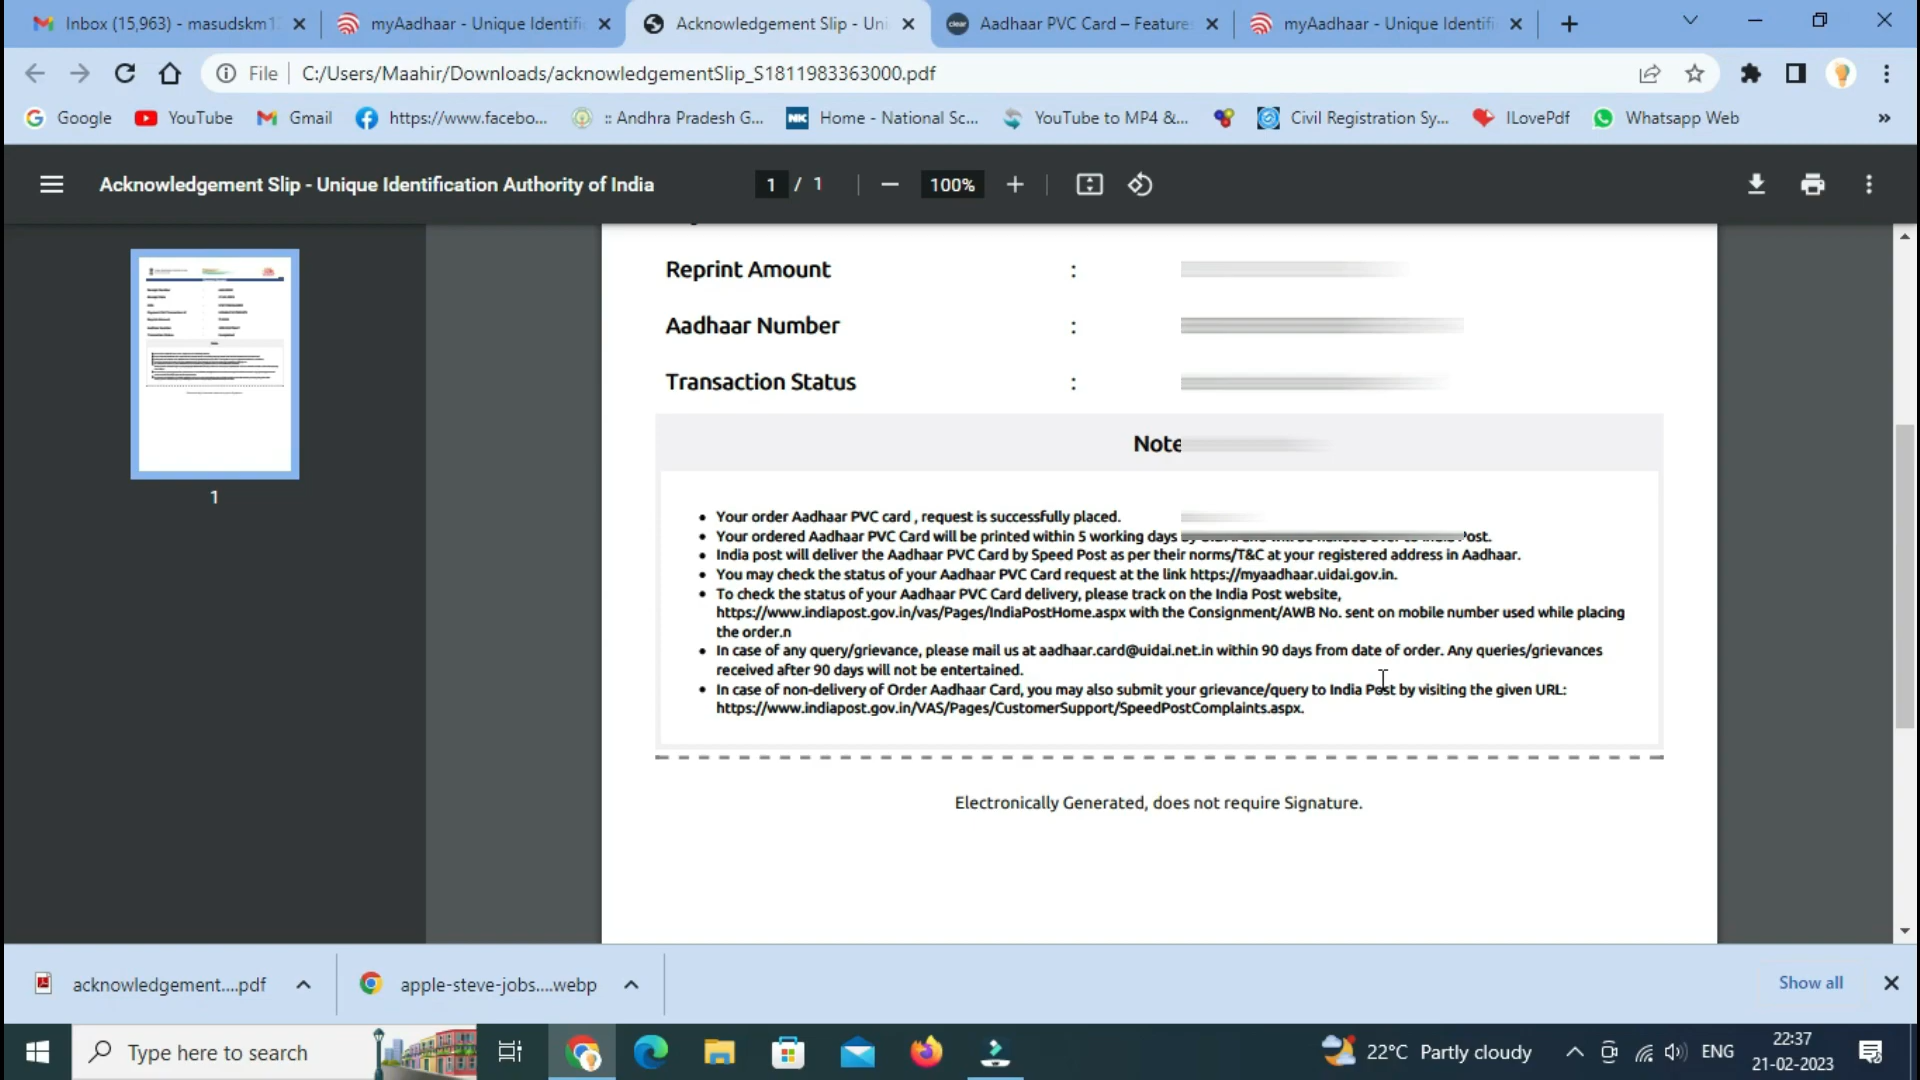 Inbox (15,963) - masudskm1
myAadhaar - Unique Identifi
Acknowledgement Slip - Uni
Aadhaar PVC Card – Feature
myAadhaar - Unique Identifi
File
C:/Users/Maahir/Downloads/acknowledgementSlip_S1811983363000.pdf
Google
YouTube
Gmail
https://www.facebo...
:: Andhra Pradesh G...
NK
Home - National Sc...
YouTube to MP4 &...
Civil Registration Sy...
ILovePdf
Whatsapp Web
»
Acknowledgement Slip - Unique Identification Authority of India
1 / 1
100%
Reprint Amount :
Aadhaar Number :
Transaction Status :
Note
• Your order Aadhaar PVC card , request is successfully placed.
• Your ordered Aadhaar PVC Card will be printed within 5 working days Post.
• India post will deliver the Aadhaar PVC Card by Speed Post as per their norms/T&C at your registered address in Aadhaar.
• You may check the status of your Aadhaar PVC Card request at the link https://myaadhaar.uidai.gov.in.
• To check the status of your Aadhaar PVC Card delivery, please track on the India Post website,
https://www.indiapost.gov.in/vas/Pages/IndiaPostHome.aspx with the Consignment/AWB No. sent on mobile number used while placing
the order.n
• In case of any query/grievance, please mail us at aadhaar.card@uidai.net.in within 90 days from date of order. Any queries/grievances
received after 90 days will not be entertained.
• In case of non-delivery of Order Aadhaar Card, you may also submit your grievance/query to India Post by visiting the given URL:
https://www.indiapost.gov.in/VAS/Pages/CustomerSupport/SpeedPostComplaints.aspx.
Electronically Generated, does not require Signature.
1
acknowledgement....pdf
apple-steve-jobs....webp
Show all
Type here to search
22°C Partly cloudy
ENG
22:37
21-02-2023